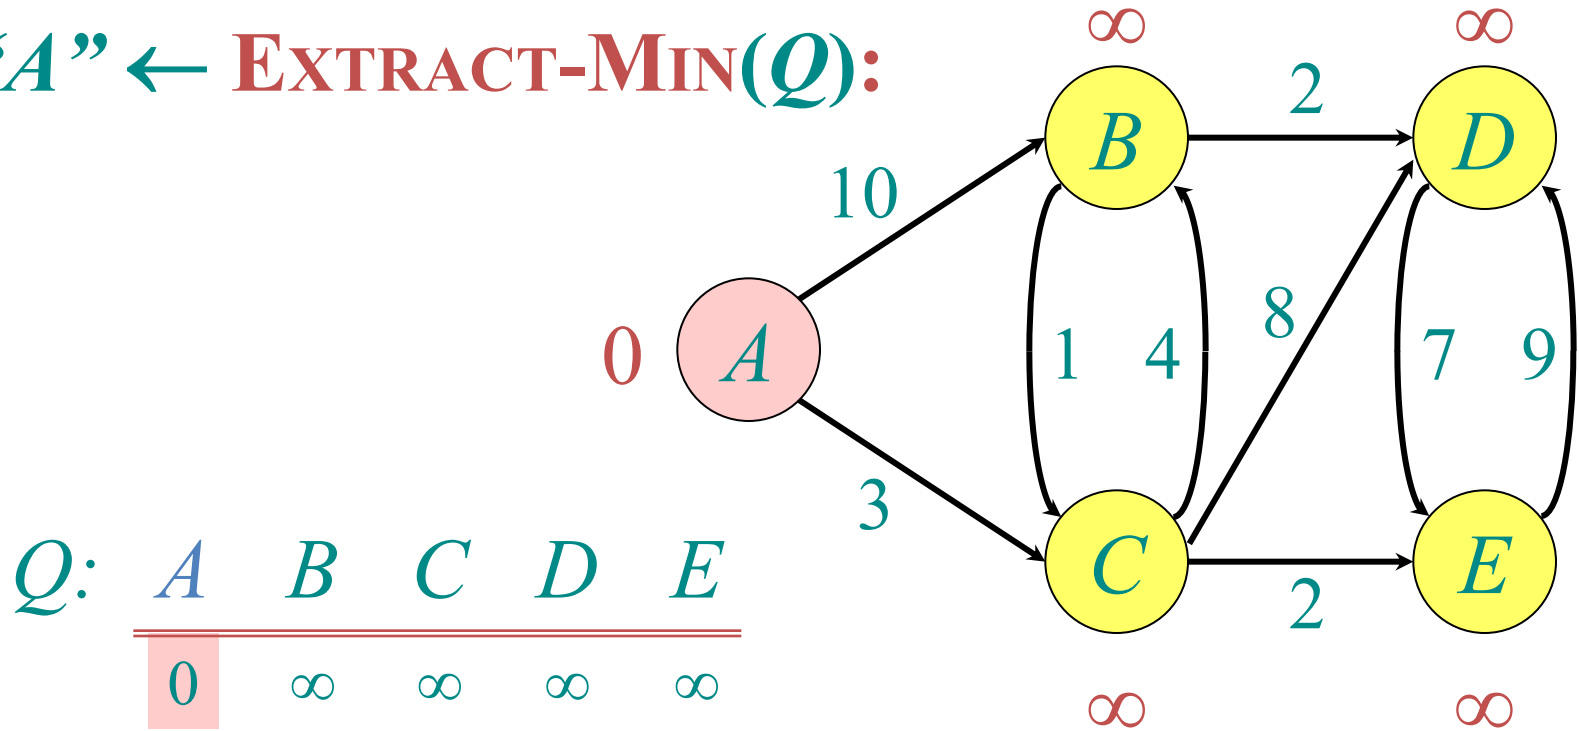 “A” ← EXTRACT-MIN(Q):
∞ ∞
B 2 D
10
0 A 1 4 8 7 9
3
C 2 E
∞ ∞
Q: A B C D E
0 ∞ ∞ ∞ ∞